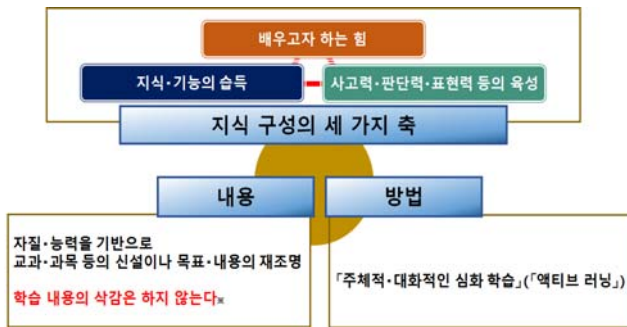 배우고자 하는 힘
지식·기능의 습득
사고력·판단력·표현력 등의 육성
지식 구성의 세 가지 축
내용
방법
자질·능력을 기반으로
교과·과목 등의 신설이나 목표·내용의 재조명
학습 내용의 삭감은 하지 않는다※
「주체적·대화적인 심화 학습」(「액티브 러닝」)